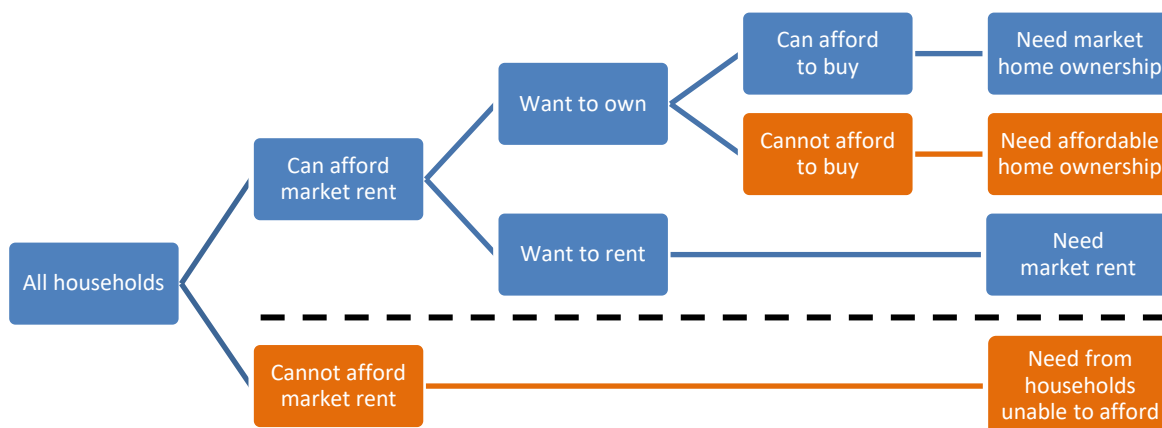 Can afford
to buy
Need market
home ownership
Want to own
Cannot afford
to buy
Need affordable
home ownership
Can afford
market rent
Want to rent
Need
market rent
All households
Cannot afford
market rent
Need from
households
unable to afford